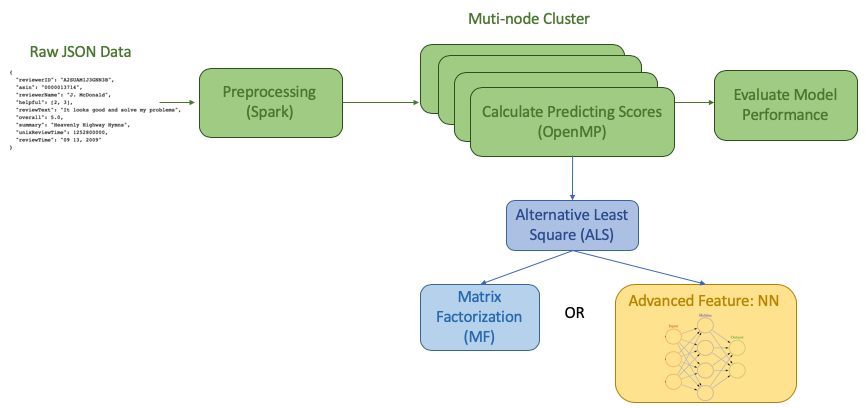 Muti-node Cluster
Raw JSON Data
{
"reviewerID": "A2SUAM1J3GNN3B",
"asin": "0000013714",
"reviewerName": "J. McDonald",
"helpful": [2, 3],
"reviewText": "It looks good and solve my problems",
"overall": 5.0,
"summary": "Heavenly Highway Hymns",
"unixReviewTime": 1252800000,
"reviewTime": "09 13, 2009"
}
Preprocessing
(Spark)
Calculate Predicting Scores
(OpenMP)
Evaluate Model
Performance
Alternative Least
Square (ALS)
Matrix
Factorization
(MF)
OR
Advanced Feature: NN
Hidden
Input
Output